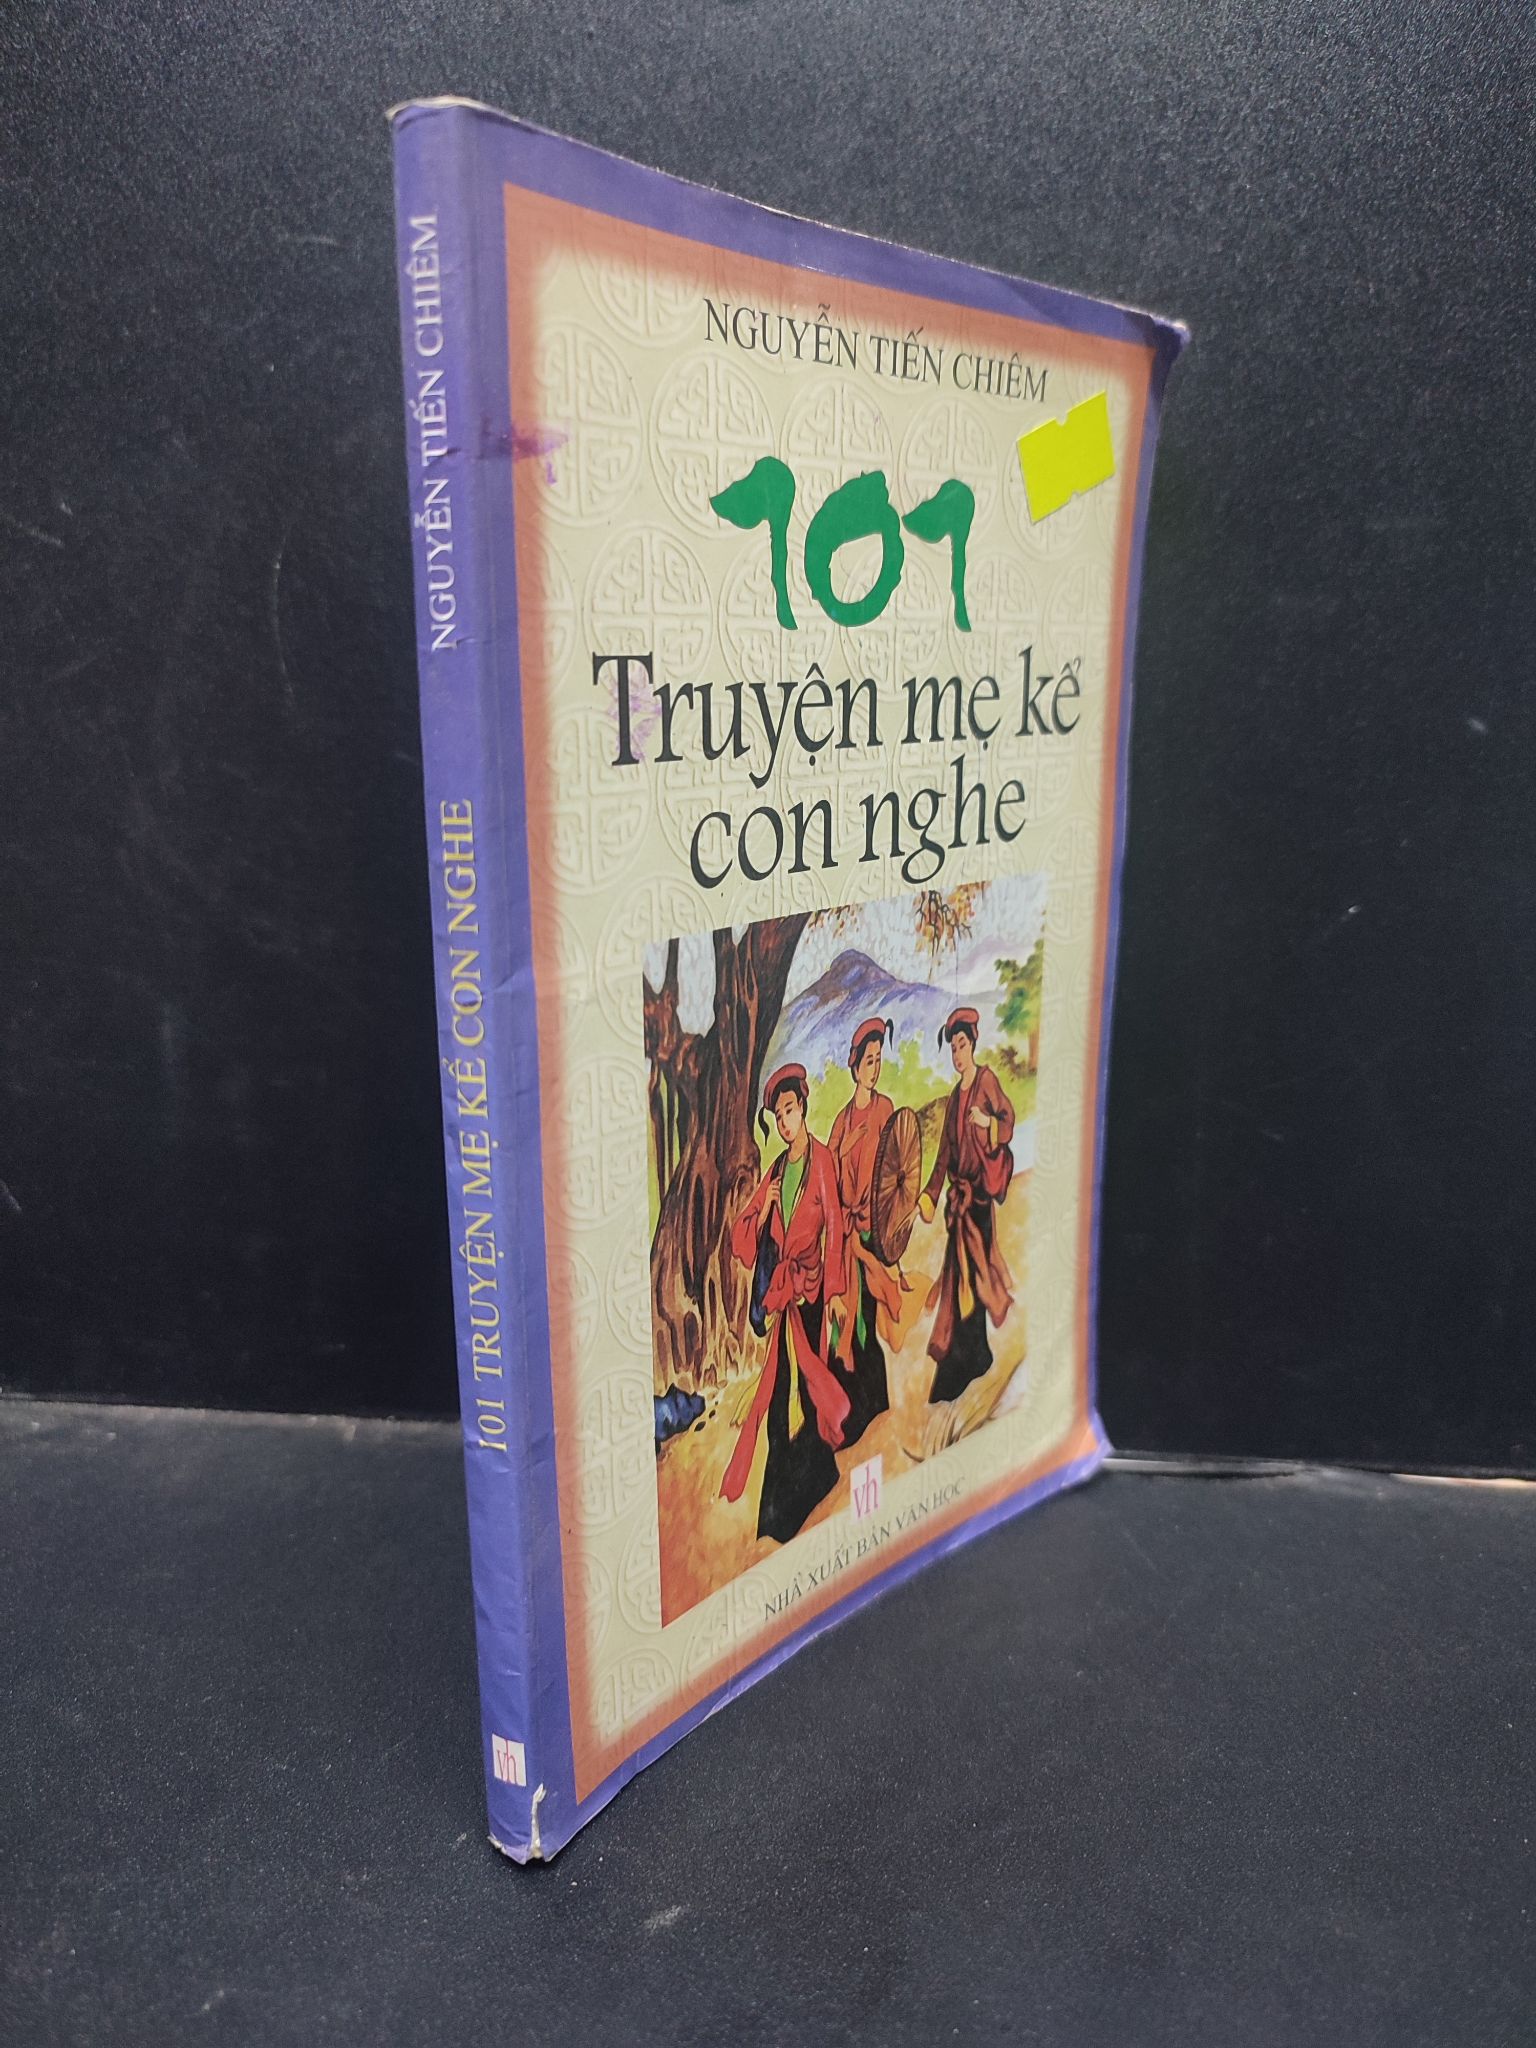 NGUYỄN TIẾN CHIÊM
101
Truyện mẹ kể
con nghe
vh
NHÀ XUẤT BẢN VĂN HỌC
101 TRUYỆN MẸ KỂ CON NGHE
NGUYỄN TIẾN CHIÊM
vh